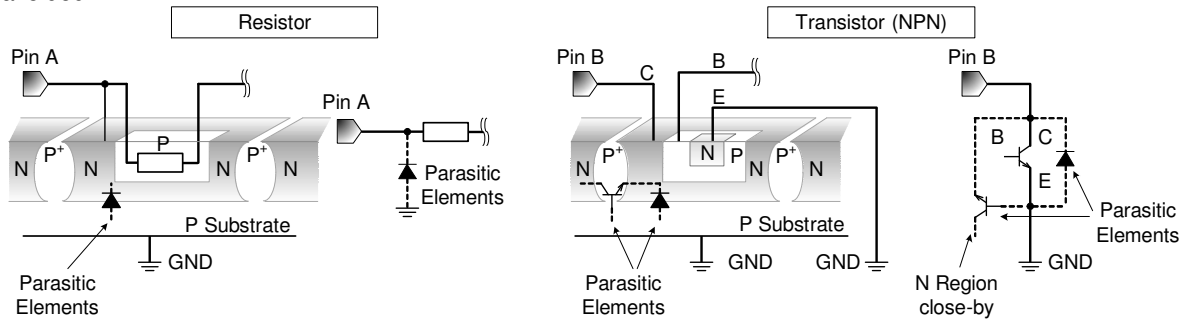 Resistor
Transistor (NPN)
Pin A
Pin B
C
B
E
Pin B
Pin A
P
N
P+
N
P+
N
N
P+
N
P
N
P+
N
B
C
E
Parasitic
Elements
P Substrate
P Substrate
Parasitic
Elements
GND
GND
GND
GND
Parasitic
Elements
Parasitic
Elements
N Region
close-by